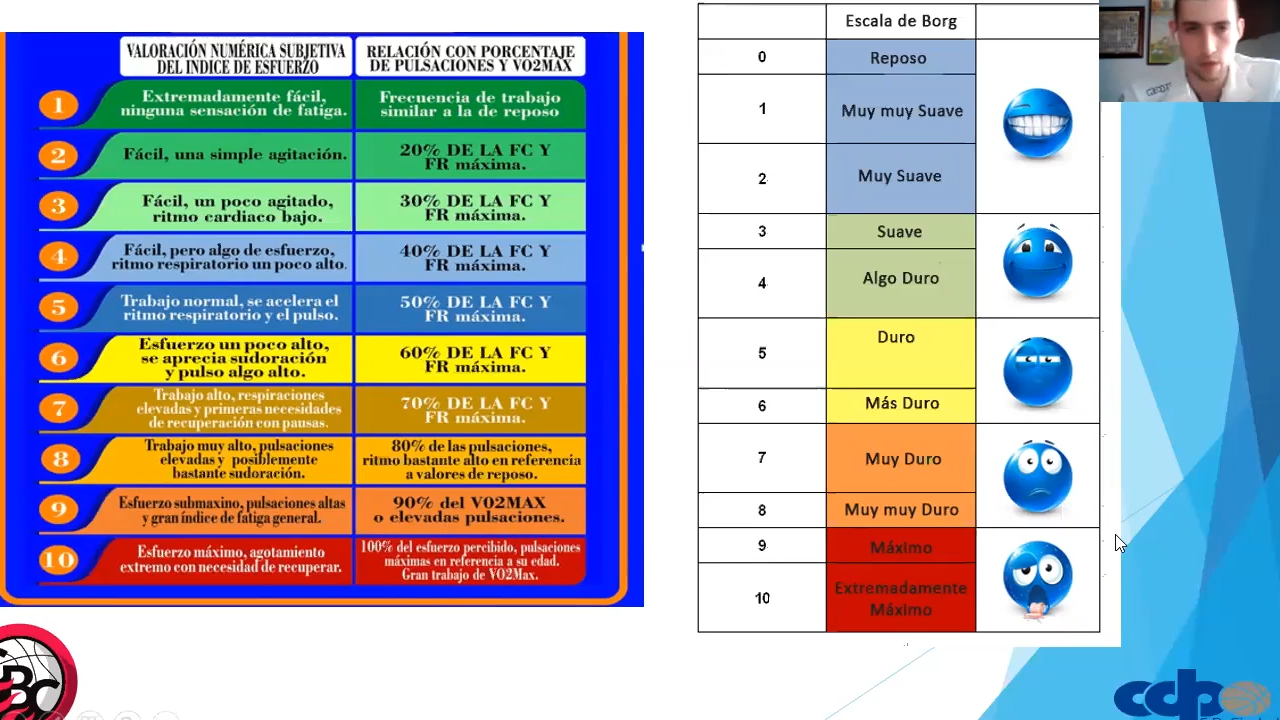 VALORACIÓN NUMÉRICA SUBJETIVA
DEL INDICE DE ESFUERZO
RELACIÓN CON PORCENTAJE
DE PULSACIONES Y VO2MAX
1
Extremadamente fácil,
ninguna sensación de fatiga.
Frecuencia de trabajo
similar a la de reposo
2
Fácil, una simple agitación.
20% DE LA FC Y
FR máxima.
3
Fácil, un poco agitado,
ritmo cardiaco bajo.
30% DE LA FC Y
FR máxima.
4
Fácil, pero algo de esfuerzo,
ritmo respiratorio un poco alto.
40% DE LA FC Y
FR máxima.
5
Trabajo normal, se acelera el
ritmo respiratorio y el pulso.
50% DE LA FC Y
FR máxima.
6
Esfuerzo un poco alto,
se aprecia sudoración
y pulso algo alto.
60% DE LA FC Y
FR máxima.
7
Trabajo alto, respiraciones
elevadas y primeras necesidades
de recuperación con pausas.
70% DE LA FC Y
FR máxima.
8
Trabajo muy alto, pulsaciones
elevadas y posiblemente
bastante sudoración.
80% de las pulsaciones,
ritmo bastante alto en referencia
a valores de reposo.
9
Esfuerzo submaxino, pulsaciones altas
y gran índice de fatiga general.
90% del VO2MAX
o elevadas pulsaciones.
10
Esfuerzo máximo, agotamiento
extremo con necesidad de recuperar.
100% del esfuerzo percibido, pulsaciones
máximas en referencia a su edad.
Gran trabajo de VO2Max.
Escala de Borg
0 Reposo
1 Muy muy Suave
2 Muy Suave
3 Suave
4 Algo Duro
5 Duro
6 Más Duro
7 Muy Duro
8 Muy muy Duro
9 Máximo
10 Extremadamente
Máximo
cdp